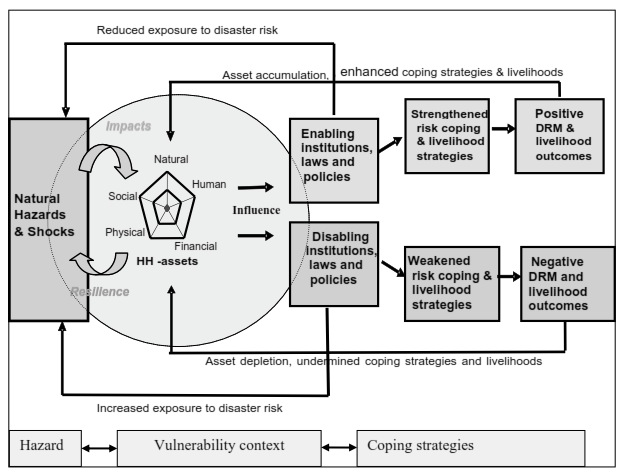 Reduced exposure to disaster risk
Asset accumulation, enhanced coping strategies & livelihoods
Impacts
Natural
Human
Social
Physical
Financial
HH -assets
Resilience
Natural
Hazards
& Shocks
Influence
Enabling
institutions,
laws and
policies
Strengthened
risk coping
& livelihood
strategies
Positive
DRM &
livelihood
outcomes
Disabling
institutions,
laws and
policies
Weakened
risk coping &
livelihood
strategies
Negative
DRM and
livelihood
outcomes
Asset depletion, undermined coping strategies and livelihoods
Increased exposure to disaster risk
Hazard
Vulnerability context
Coping strategies